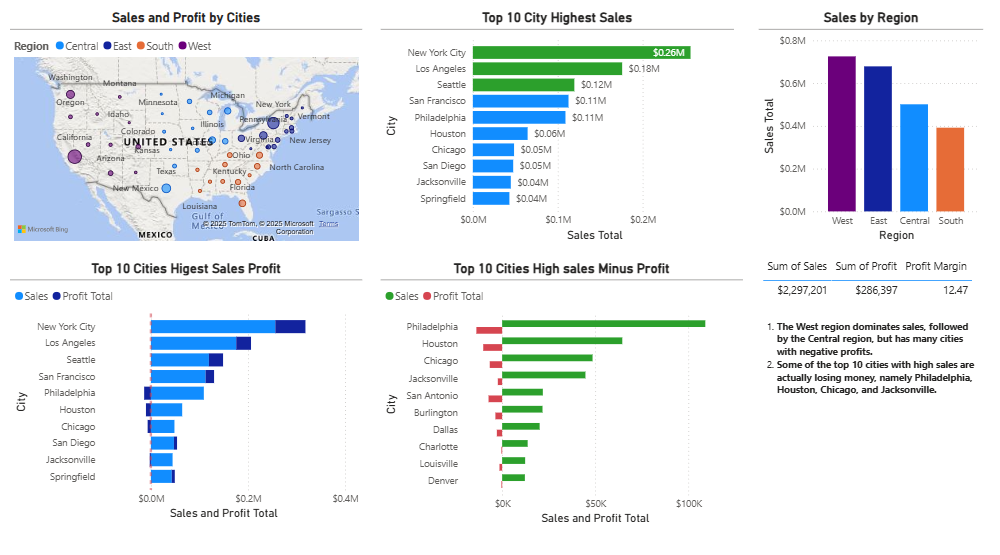 Sales and Profit by Cities
Region Central East South West
Washington
Montana
Oregon
Minnesota
Michigan
Idaho
New York
Vermont
Pennsylvania
Illinois
Colorado
California
UNITED STATES
Virginia
New Jersey
Kansas
Ohio
Arizona
Kentucky
Texas
North Carolina
New Mexico
Florida
Louisiana
Gulf of
Mexico
Sargasso S
© 2025 TomTom, © 2025 Microsoft
Corporation
Terms
Microsoft Bing
MEXICO
CUBA
Top 10 City Highest Sales
City
New York City $0.26M
Los Angeles $0.18M
Seattle $0.12M
San Francisco $0.11M
Philadelphia $0.11M
Houston $0.06M
Chicago $0.05M
San Diego $0.05M
Jacksonville $0.04M
Springfield $0.04M
$0.0M $0.1M $0.2M
Sales Total
Sales by Region
Sales Total
$0.8M
$0.6M
$0.4M
$0.2M
$0.0M
West East Central South
Region
Top 10 Cities Higest Sales Profit
Sales Profit Total
City
New York City
Los Angeles
Seattle
San Francisco
Philadelphia
Houston
Chicago
San Diego
Jacksonville
Springfield
$0.0M $0.2M $0.4M
Sales and Profit Total
Top 10 Cities High sales Minus Profit
Sales Profit Total
City
Philadelphia
Houston
Chicago
Jacksonville
San Antonio
Burlington
Dallas
Charlotte
Louisville
Denver
$0K $50K $100K
Sales and Profit Total
Sum of Sales Sum of Profit Profit Margin
$2,297,201 $286,397 12.47
1. The West region dominates sales, followed
by the Central region, but has many cities
with negative profits.
2. Some of the top 10 cities with high sales are
actually losing money, namely Philadelphia,
Houston, Chicago, and Jacksonville.